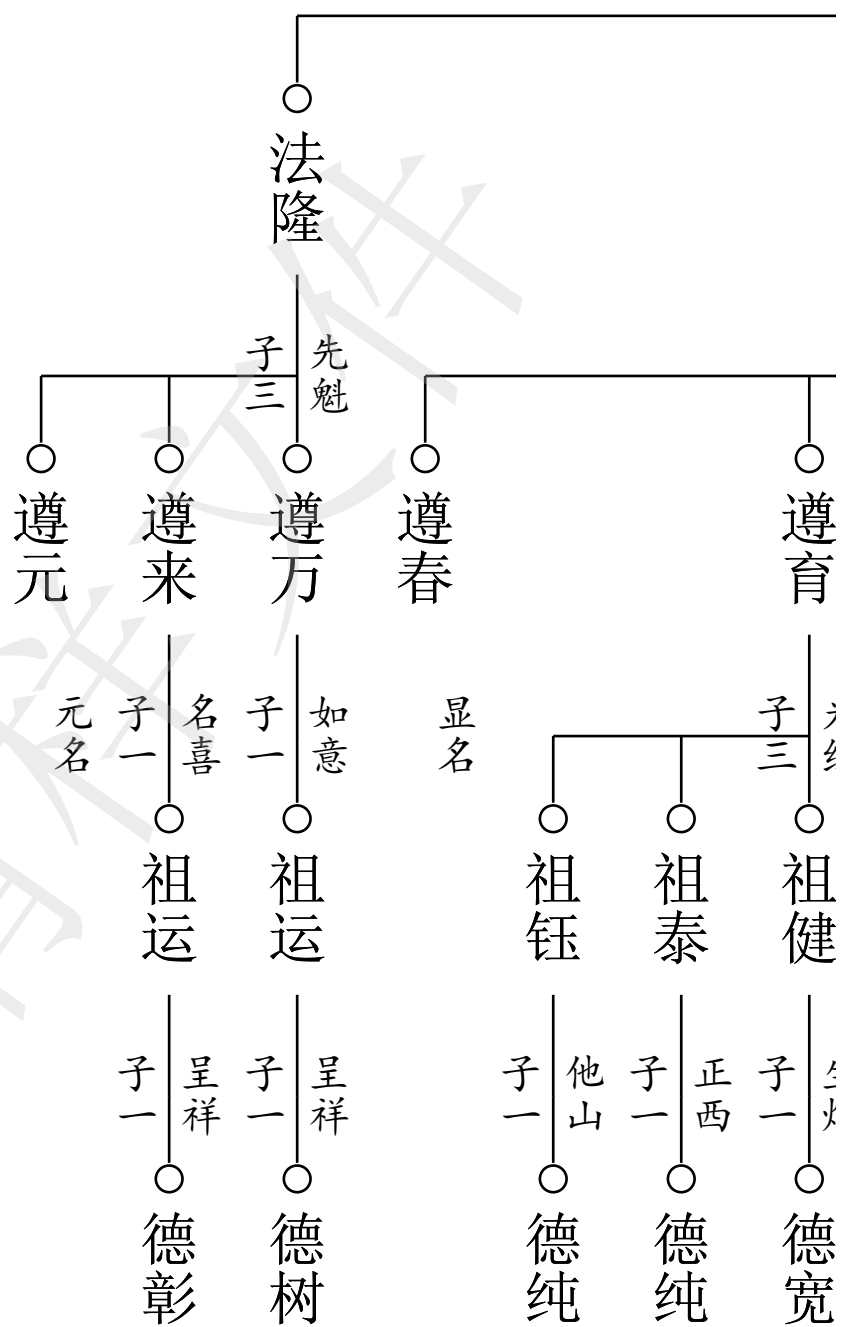 法隆
子三
先魁
遵元
遵来
遵万
遵春
遵育
元名
子一
名喜
子一
如意
显名
子三
祖运
祖运
祖钰
祖泰
祖健
子一
呈祥
子一
呈祥
子一
他山
子一
正西
子一
德彰
德树
德纯
德纯
德宽
样文件